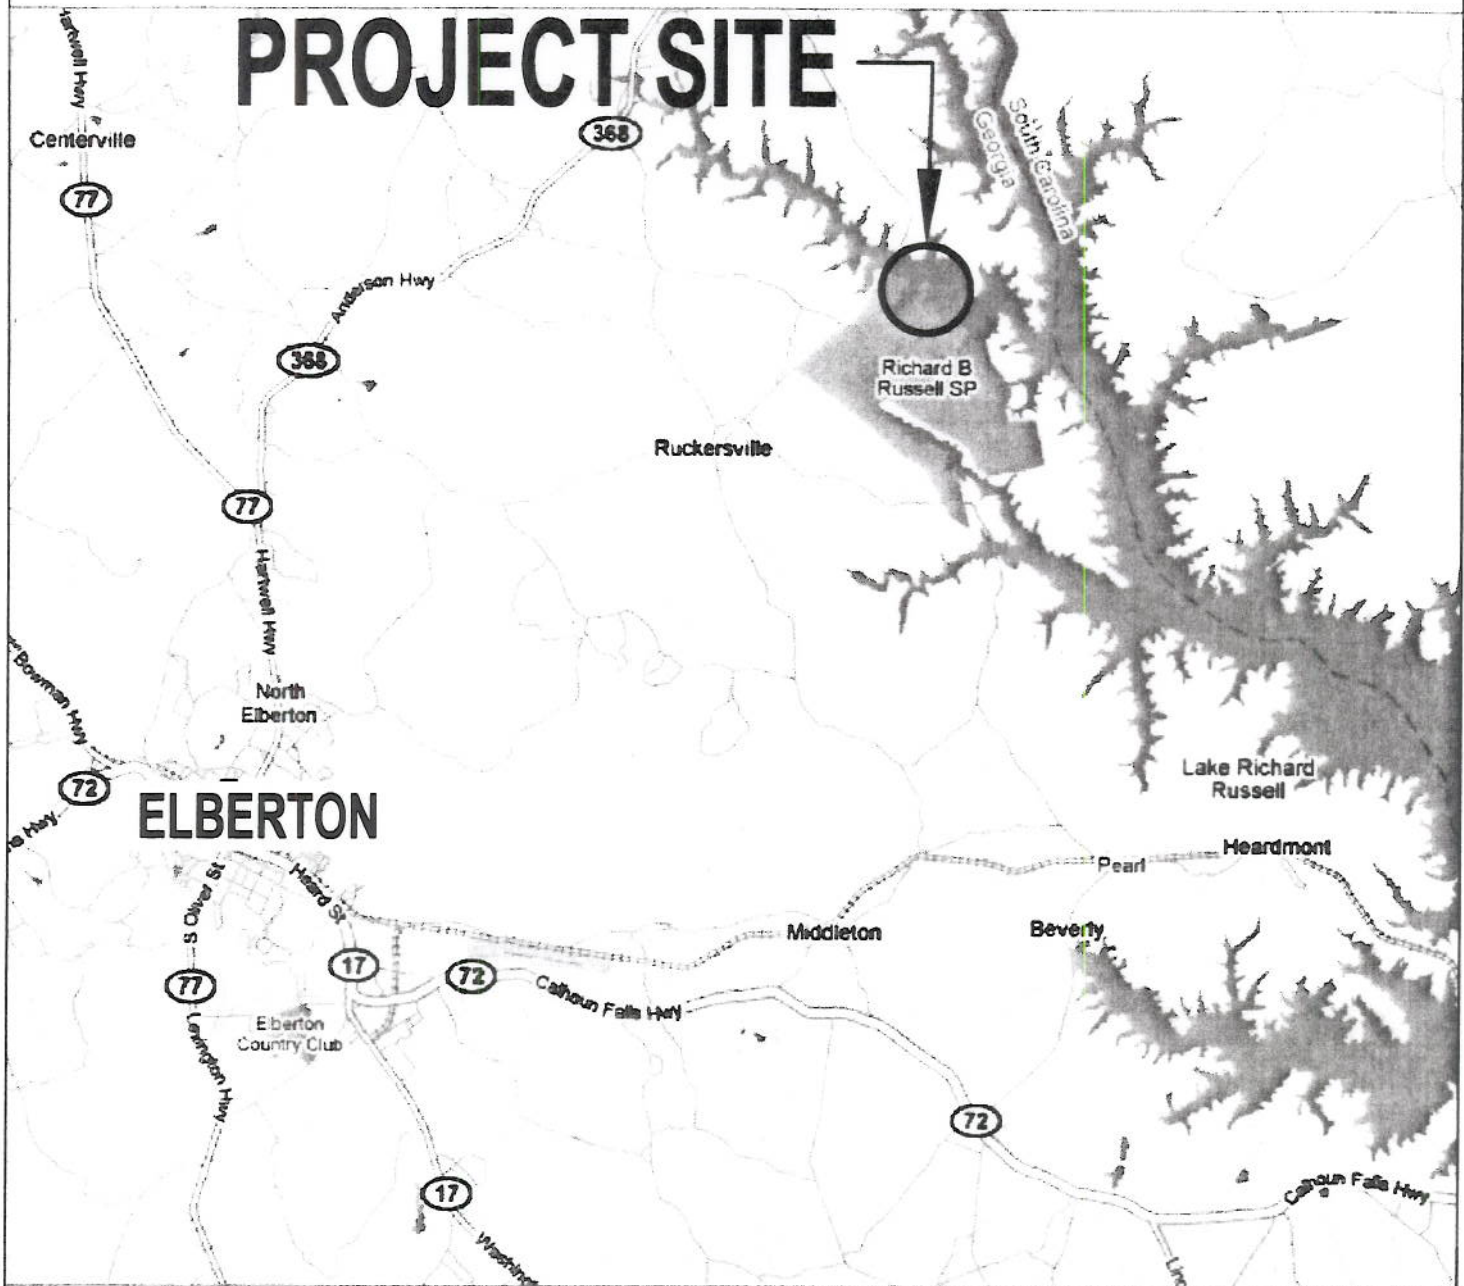 Hartwell Hwy
PROJECT SITE
368
Centerville
77
South Carolina
Georgia
Anderson Hwy
368
Richard B
Russell SP
Ruckersville
77
Hartwell Hwy
Bowman Hwy
North
Elberton
72
Lake Richard
Russell
ELBERTON
Hwy
Heardmont
Pearl
S Oliver St
Heard St
Middleton
Beverly
17
72
77
Calhoun Falls Hwy
Elberton
Country Club
Lexington Hwy
72
17
Calhoun Falls Hwy